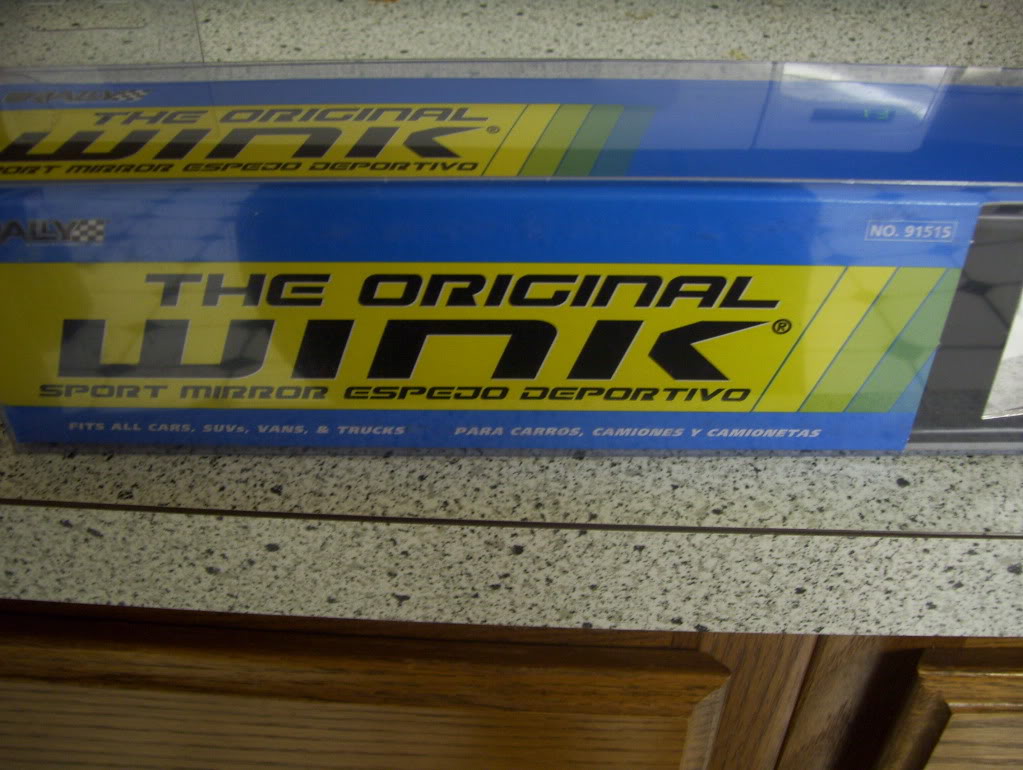 THE ORIGINAL
WINK®
SPORT MIRROR ESPEJO DEPORTIVO
RALLY
NO. 91515
THE ORIGINAL
WINK®
SPORT MIRROR ESPEJO DEPORTIVO
FITS ALL CARS, SUVs, VANS, & TRUCKS PARA CARROS, CAMIONES Y CAMIONETAS